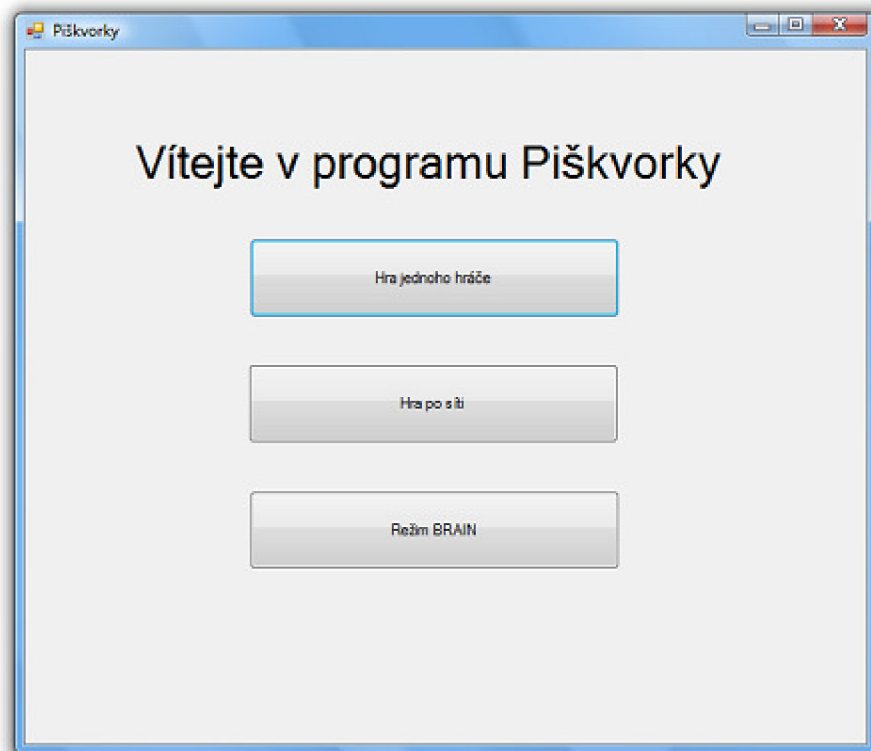 Piškvorky
Vítejte v programu Piškvorky
Hra jednoho hráče
Hra po síti
Režim BRAIN